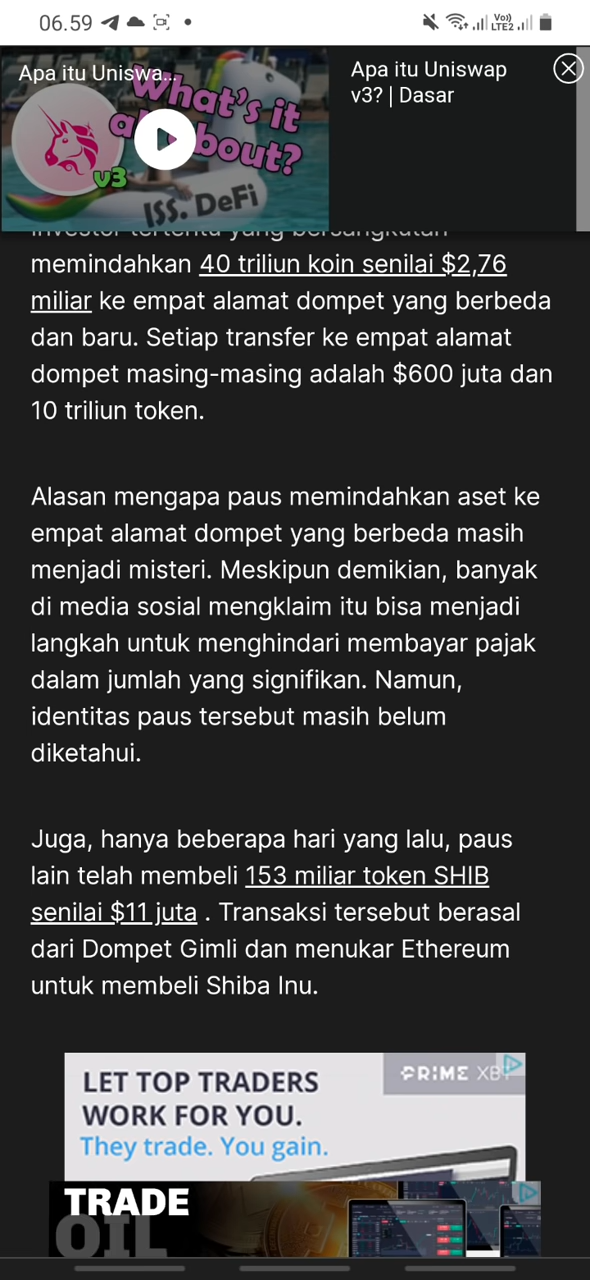 06.59
Vo)) LTE2
Apa itu Uniswa...
What's it
about?
v3
ISS. DeFi
Apa itu Uniswap
v3? | Dasar
investor tertentu yang bersangkutan
memindahkan 40 triliun koin senilai $2,76
miliar ke empat alamat dompet yang berbeda
dan baru. Setiap transfer ke empat alamat
dompet masing-masing adalah $600 juta dan
10 triliun token.
Alasan mengapa paus memindahkan aset ke
empat alamat dompet yang berbeda masih
menjadi misteri. Meskipun demikian, banyak
di media sosial mengklaim itu bisa menjadi
langkah untuk menghindari membayar pajak
dalam jumlah yang signifikan. Namun,
identitas paus tersebut masih belum
diketahui.
Juga, hanya beberapa hari yang lalu, paus
lain telah membeli 153 miliar token SHIB
senilai $11 juta . Transaksi tersebut berasal
dari Dompet Gimli dan menukar Ethereum
untuk membeli Shiba Inu.
PRIME XBT
LET TOP TRADERS
WORK FOR YOU.
They trade. You gain.
TRADE
OIL